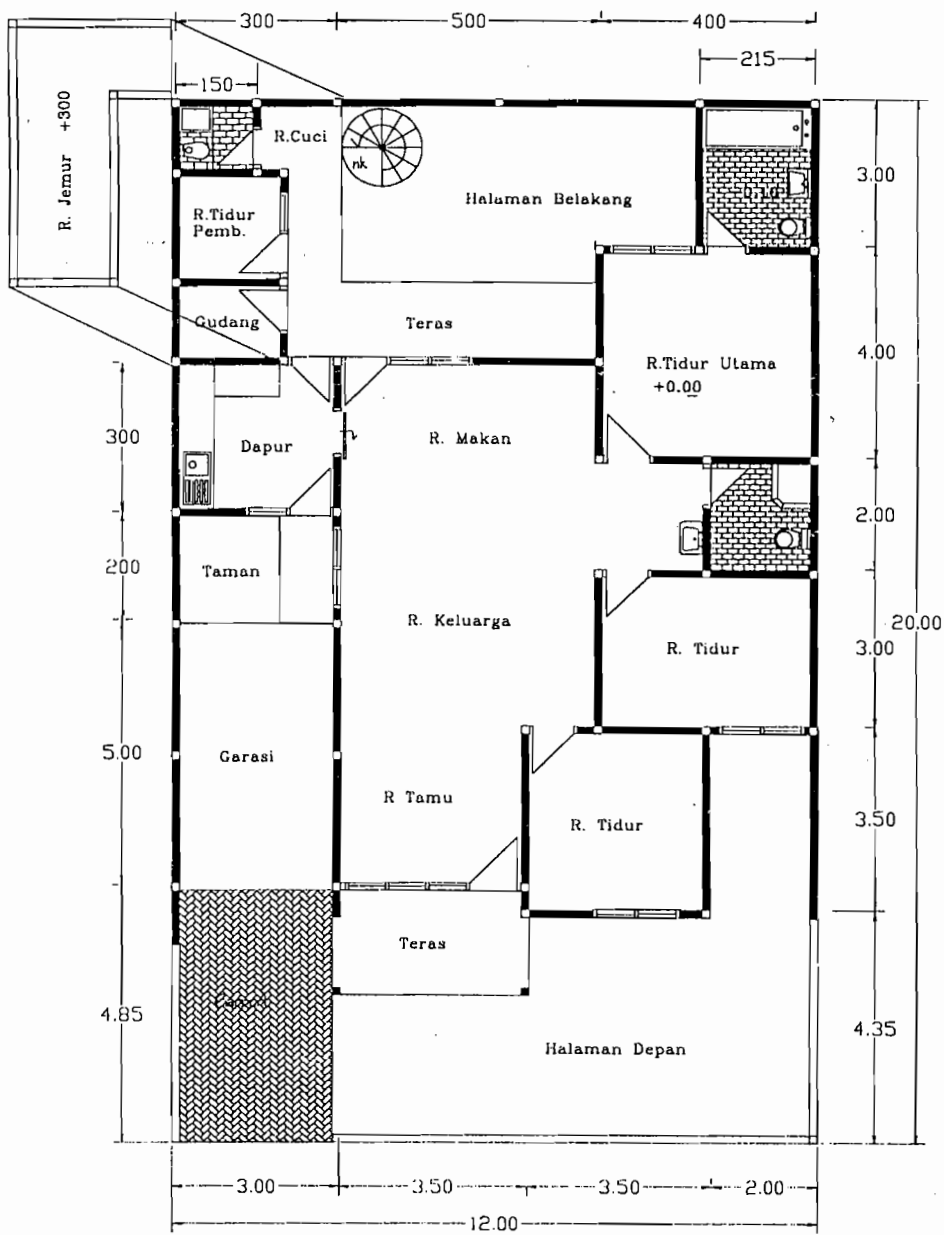 300
500
400
215
150
R. Jemur +300
R.Cuci
nk
Halaman Belakang
3.00
R.Tidur
Pemb.
Gudang
Teras
R.Tidur Utama
+0.00
4.00
300
Dapur
R. Makan
2.00
200
Taman
R. Keluarga
R. Tidur
3.00
20.00
5.00
Garasi
R Tamu
R. Tidur
3.50
Teras
4.85
Halaman Depan
4.35
3.00
3.50
3.50
2.00
12.00